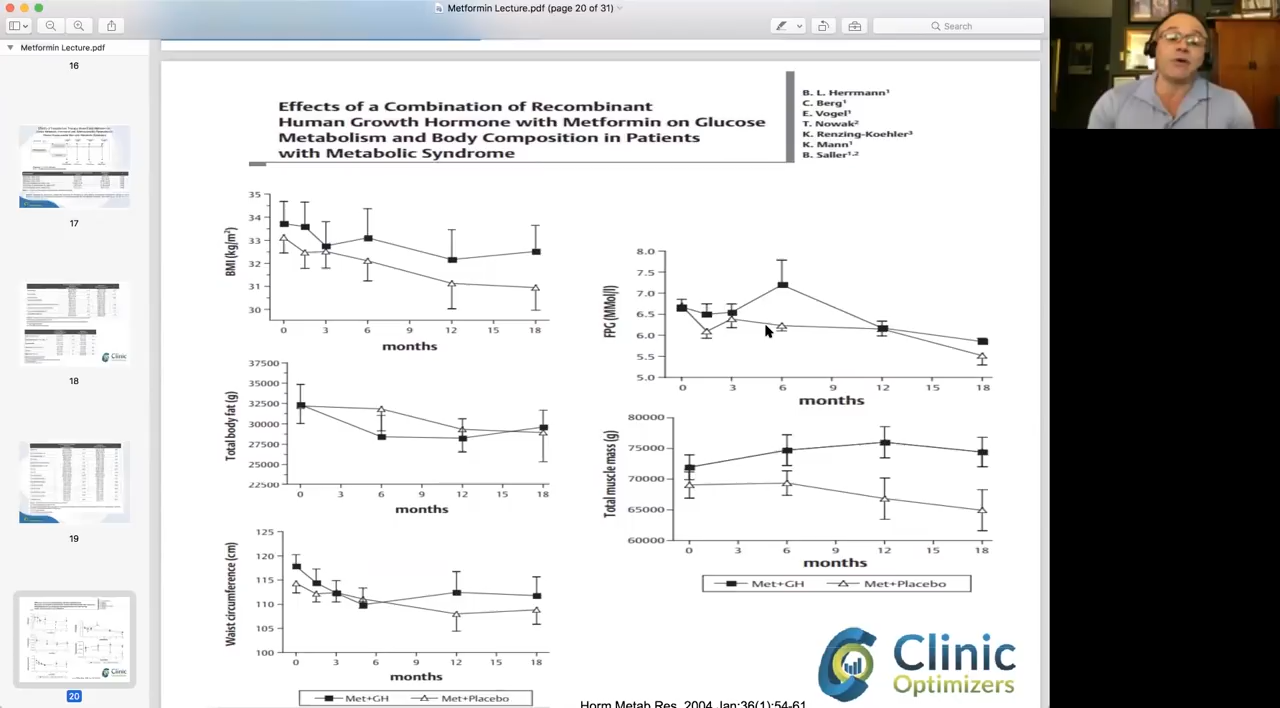 Metformin Lecture.pdf (page 20 of 31)
Search
Metformin Lecture.pdf
16
17
18
19
20
Effects of a Combination of Recombinant
Human Growth Hormone with Metformin on Glucose
Metabolism and Body Composition in Patients
with Metabolic Syndrome
B. L. Herrmann¹
C. Berg¹
E. Vogel¹
T. Nowak²
K. Renzing-Koehler³
K. Mann¹
B. Saller¹,²
BMI (kg/m²)
35
34
33
32
31
30
0 3 6 9 12 15 18
months
Total body fat (g)
37500
35000
32500
30000
27500
25000
22500
0 3 6 9 12 15 18
months
Waist circumference (cm)
125
120
115
110
105
100
0 3 6 9 12 15 18
months
Met+GH Met+Placebo
FPG (MMol/l)
8.0
7.5
7.0
6.5
6.0
5.5
5.0
0 3 6 9 12 15 18
months
Total muscle mass (g)
80000
75000
70000
65000
60000
0 3 6 9 12 15 18
months
Met+GH Met+Placebo
Clinic
Optimizers
Horm Metab Res. 2004 Jan;36(1):54-61